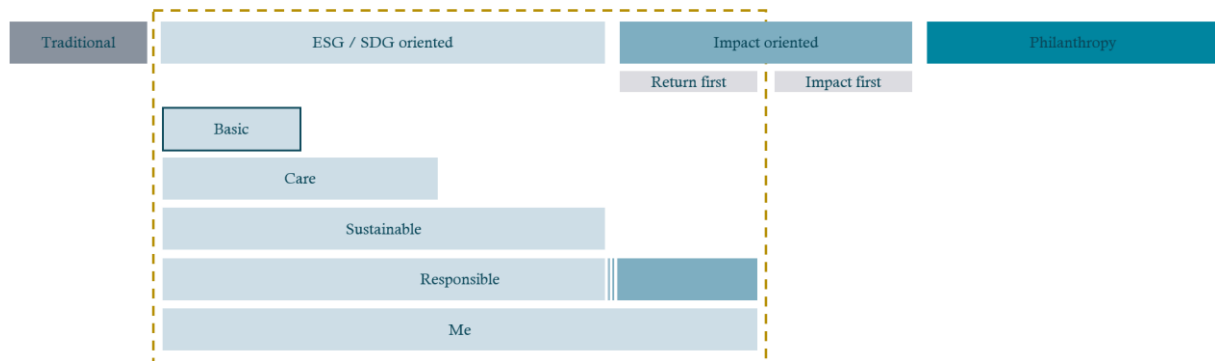 Traditional
ESG / SDG oriented
Impact oriented
Philanthropy
Return first
Impact first
Basic
Care
Sustainable
Responsible
Me